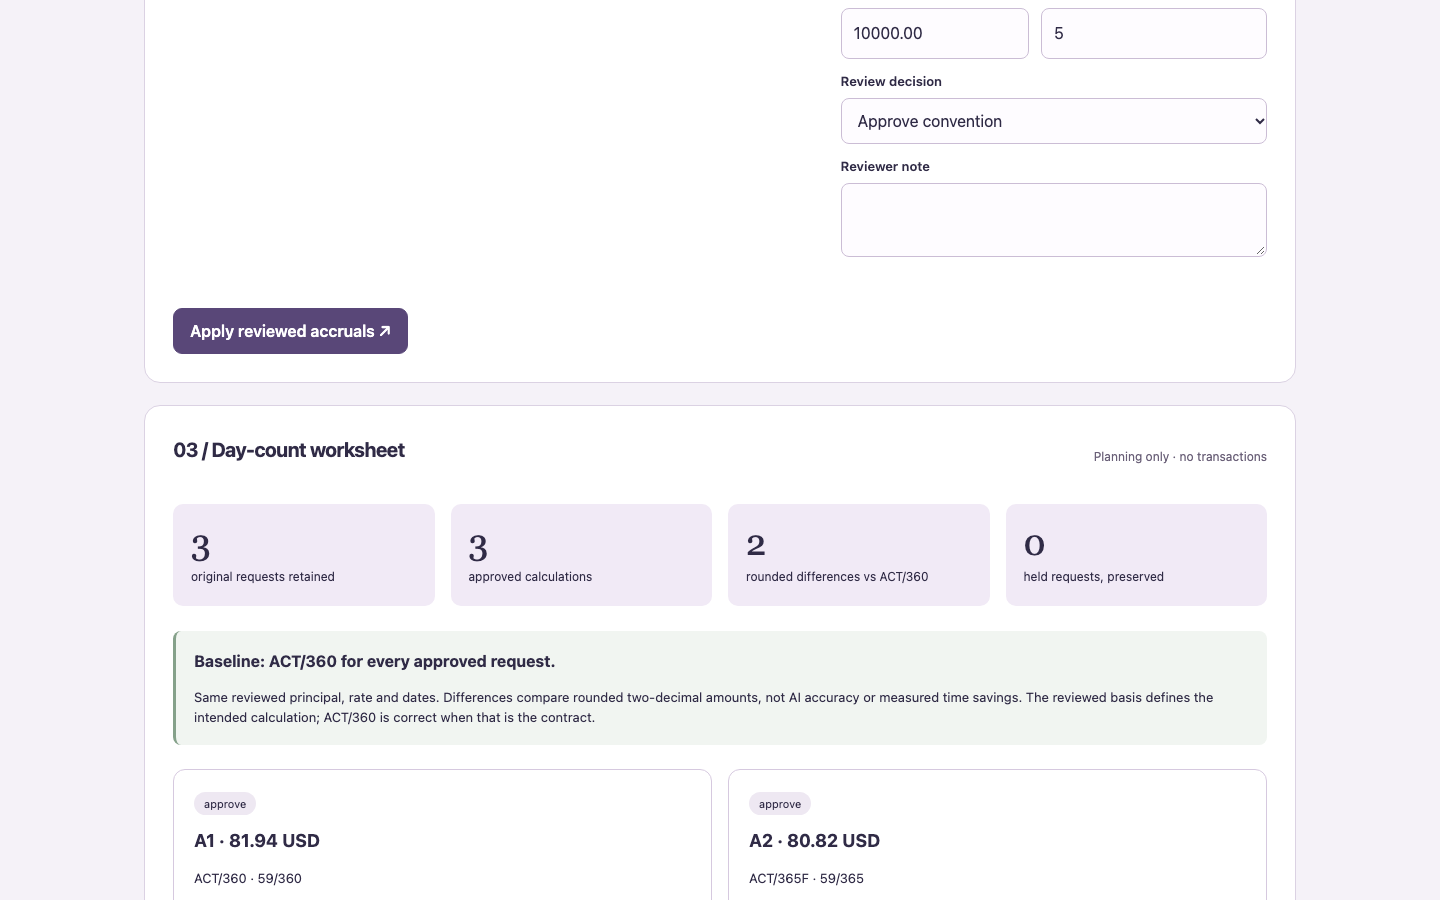 10000.00
5
Review decision
Approve convention
Reviewer note
Apply reviewed accruals ↗
03 / Day-count worksheet
Planning only · no transactions
3
original requests retained
3
approved calculations
2
rounded differences vs ACT/360
0
held requests, preserved
Baseline: ACT/360 for every approved request.
Same reviewed principal, rate and dates. Differences compare rounded two-decimal amounts, not AI accuracy or measured time savings. The reviewed basis defines the
intended calculation; ACT/360 is correct when that is the contract.
approve
A1 · 81.94 USD
ACT/360 · 59/360
approve
A2 · 80.82 USD
ACT/365F · 59/365